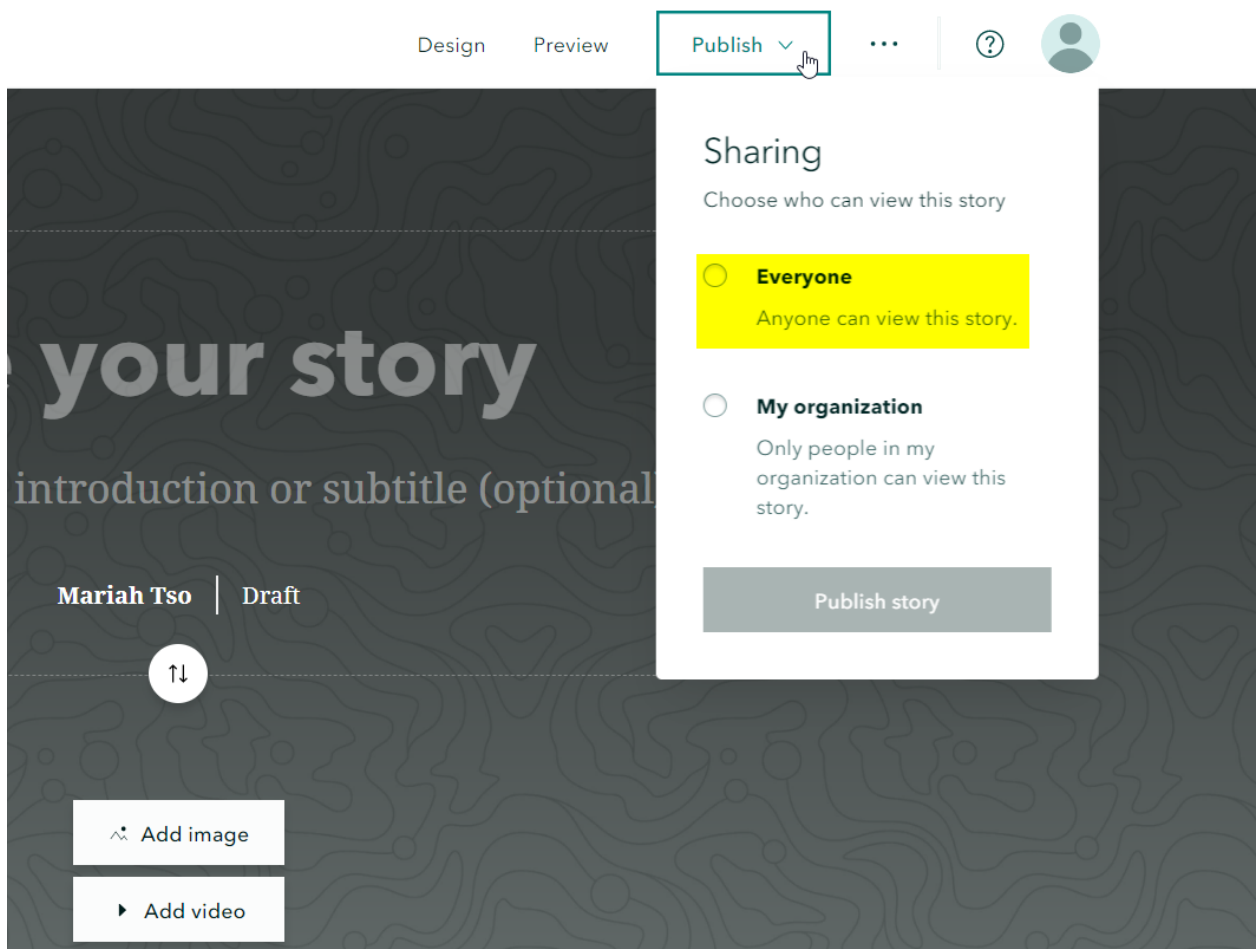 Design Preview Publish
Sharing
Choose who can view this story
Everyone
Anyone can view this story.
My organization
Only people in my
organization can view this
story.
Publish story
your story
introduction or subtitle (optional
Mariah Tso Draft
Add image
Add video